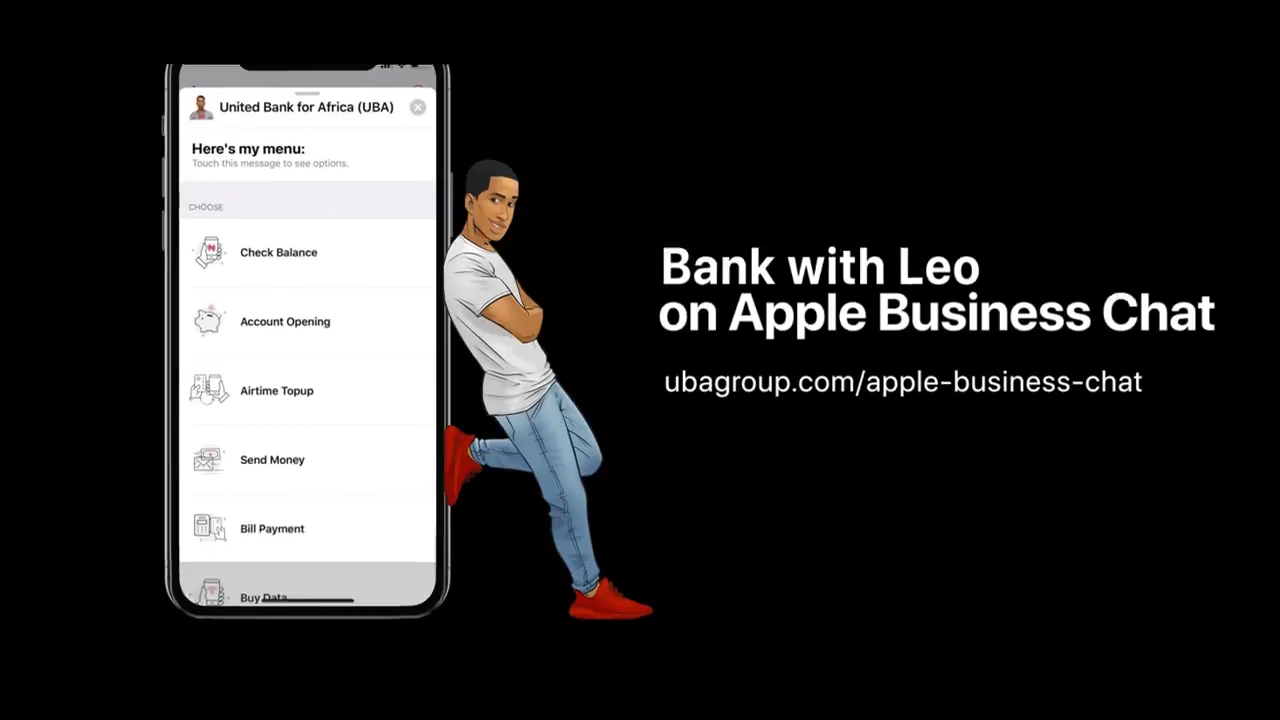 United Bank for Africa (UBA)
Here's my menu:
Touch this message to see options.
CHOOSE
Check Balance
Account Opening
Airtime Topup
Send Money
Bill Payment
Buy Data
Bank with Leo
on Apple Business Chat
ubagroup.com/apple-business-chat